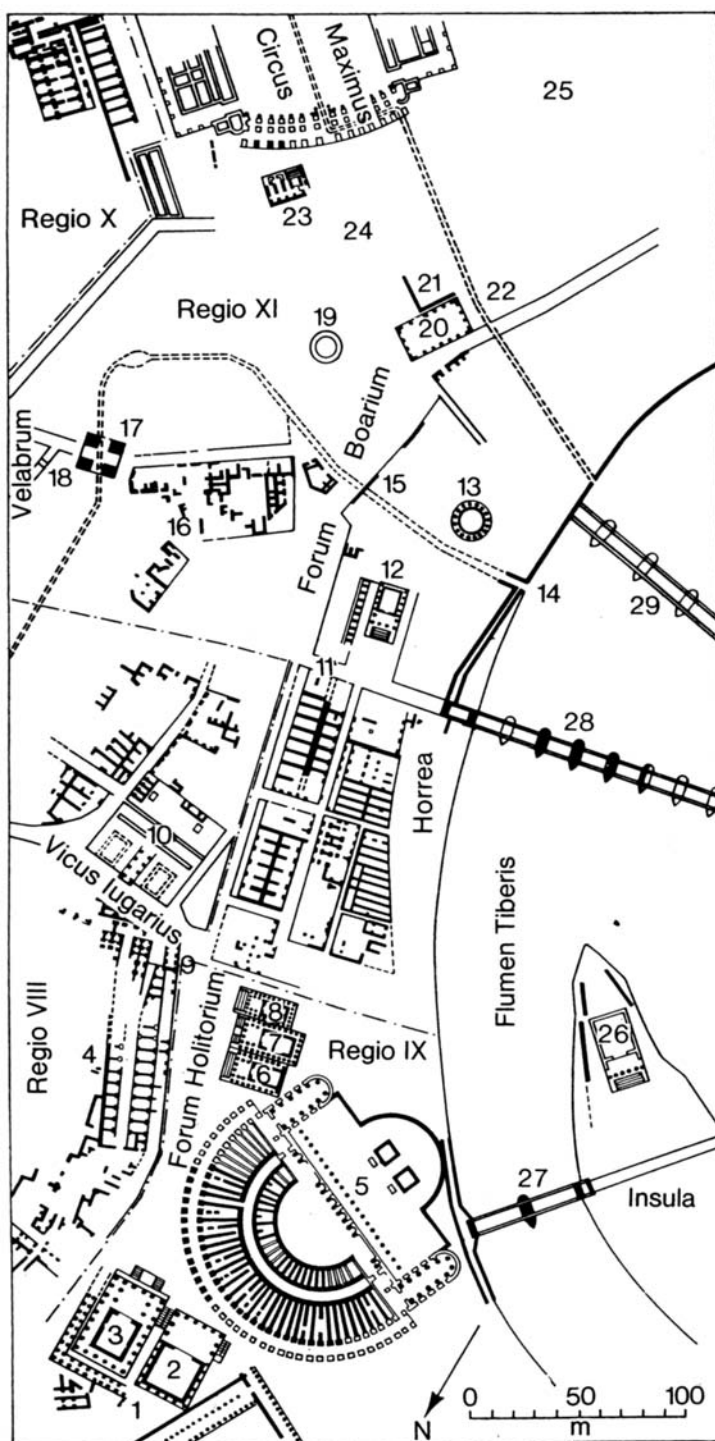 Circus
Maximus
25
Regio X
23
24
Regio XI
21
22
20
19
Boarium
Velabrum
17
18
15
13
16
Forum
12
14
29
11
28
Horrea
10
Vicus Iugarius
Flumen Tiberis
9
Regio VIII
4
Forum Holitorium
8
7
6
Regio IX
26
5
27
Insula
3
2
1
N
0 50 100
m